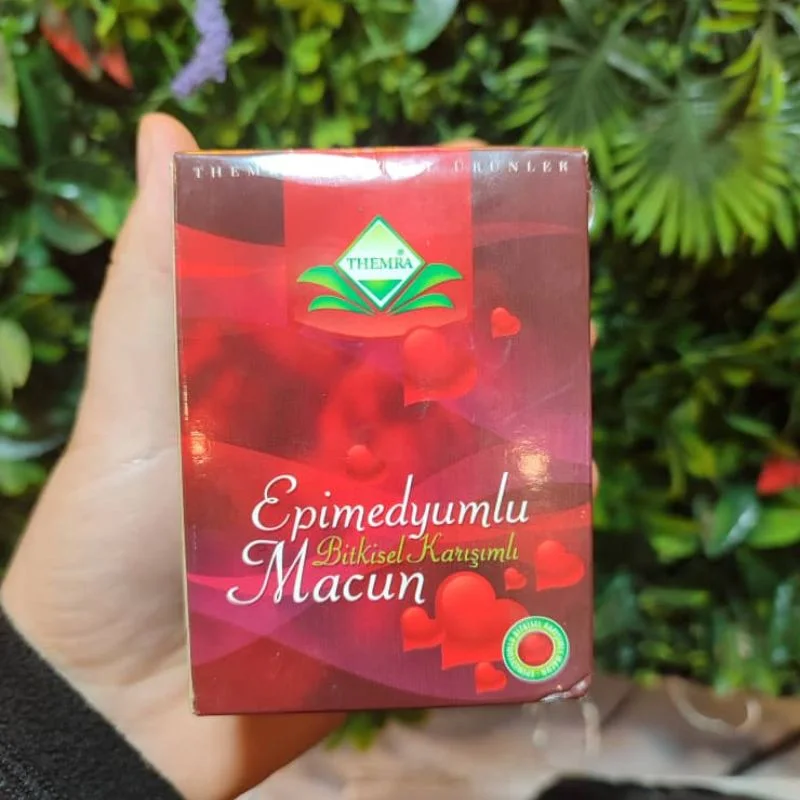 ÜRÜNLER
THEMRA®
Epimedyumlu
Bitkisel Karışımlı
Macun